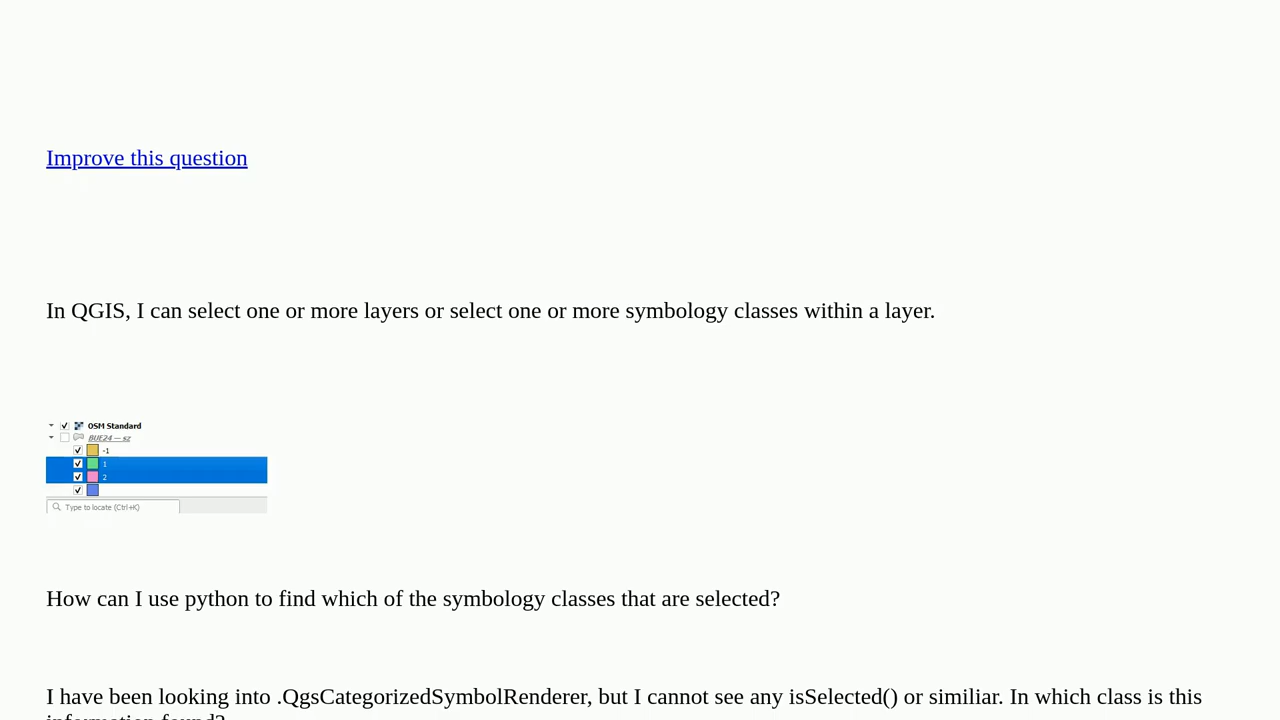 Improve this question
In QGIS, I can select one or more layers or select one or more symbology classes within a layer.
OSM Standard
BUE24 — sz
-1
1
2
Type to locate (Ctrl+K)
How can I use python to find which of the symbology classes that are selected?
I have been looking into .QgsCategorizedSymbolRenderer, but I cannot see any isSelected() or similiar. In which class is this
information found?